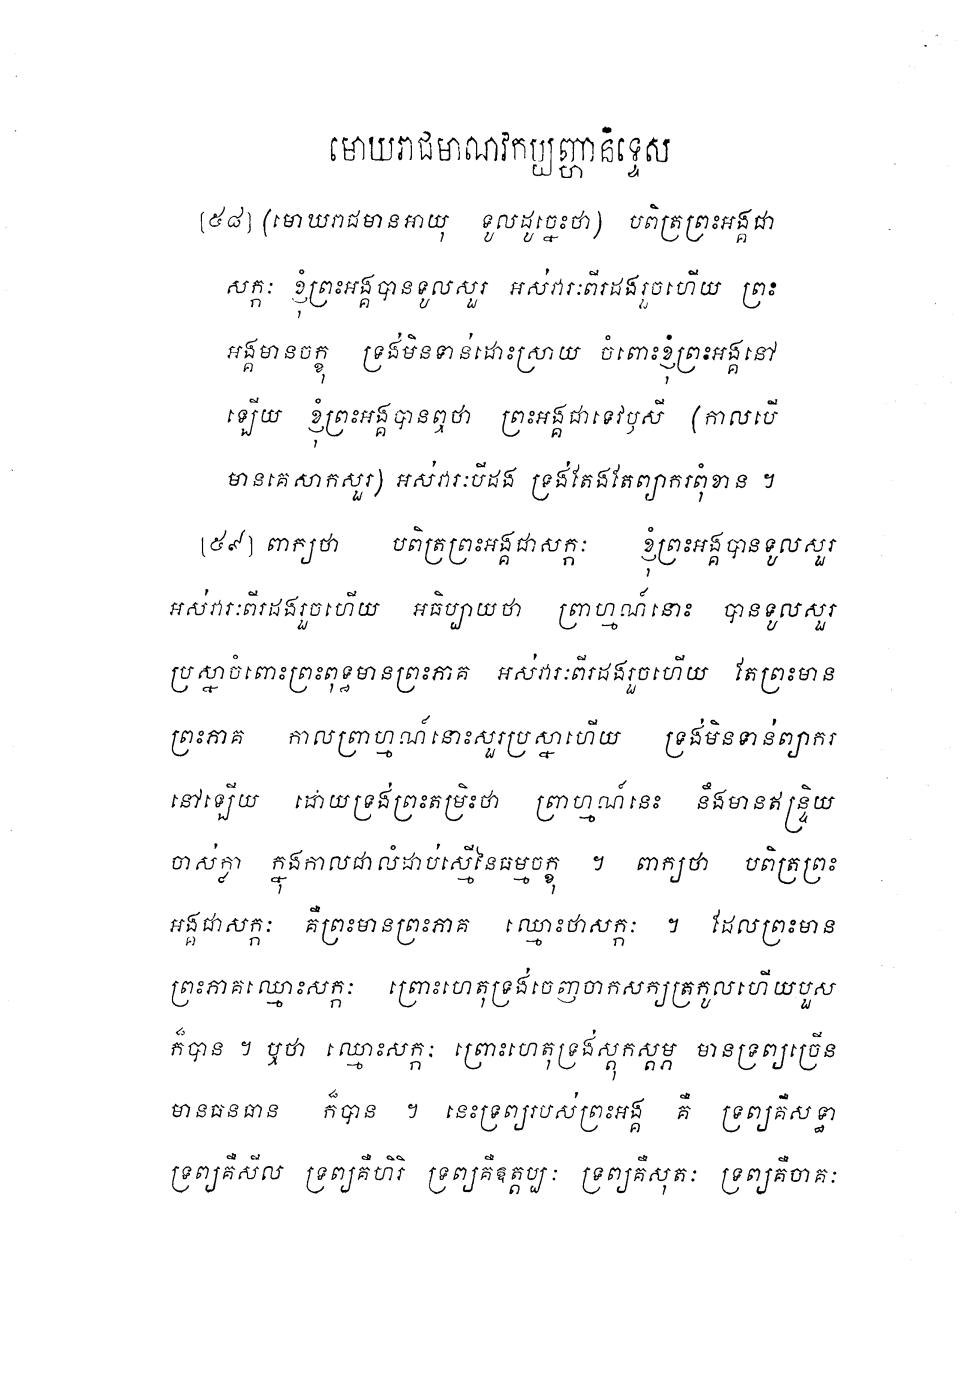 មោឃរាជមាណវកប្បញ្ហានិទ្ទេស
[៥៨] (មោឃរាជមានអាយុ ទូលដូច្នេះថា) បពិត្រព្រះអង្គជា
សក្កៈ ខ្ញុំព្រះអង្គបានទូលសួរ អស់វារៈពីរដងរួចហើយ ព្រះ
អង្គមានចក្ខុ ទ្រង់មិនទាន់ដោះស្រាយ ចំពោះខ្ញុំព្រះអង្គនៅ
ឡើយ ខ្ញុំព្រះអង្គបានឮថា ព្រះអង្គជាទេវឫសី (កាលបើ
មានគេសាកសួរ) អស់វារៈបីដង ទ្រង់តែងតែព្យាករពុំខាន ។
[៥៩] ពាក្យថា បពិត្រព្រះអង្គជាសក្កៈ ខ្ញុំព្រះអង្គបានទូលសួរ
អស់វារៈពីរដងរួចហើយ អធិប្បាយថា ព្រាហ្មណ៍នោះ បានទូលសួរ
ប្រស្នាចំពោះព្រះពុទ្ធមានព្រះភាគ អស់វារៈពីរដងរួចហើយ តែព្រះមាន
ព្រះភាគ កាលព្រាហ្មណ៍នោះសួរប្រស្នាហើយ ទ្រង់មិនទាន់ព្យាករ
នៅឡើយ ដោយទ្រង់ព្រះតម្រិះថា ព្រាហ្មណ៍នេះ នឹងមានឥន្ទ្រិយ
ចាស់ក្លា ក្នុងកាលជាលំដាប់ស្មើនៃធម្មចក្ខុ ។ ពាក្យថា បពិត្រព្រះ
អង្គជាសក្កៈ គឺព្រះមានព្រះភាគ ឈ្មោះថាសក្កៈ ។ ដែលព្រះមាន
ព្រះភាគឈ្មោះសក្កៈ ព្រោះហេតុទ្រង់ចេញចាកសក្យត្រកូលហើយបួស
ក៏បាន ។ ឬថា ឈ្មោះសក្កៈ ព្រោះហេតុទ្រង់ស្តុកស្តម្ភ មានទ្រព្យច្រើន
មានធនធាន ក៏បាន ។ នេះទ្រព្យរបស់ព្រះអង្គ គឺ ទ្រព្យគឺសទ្ធា
ទ្រព្យគឺសីល ទ្រព្យគឺហិរិ ទ្រព្យគឺឧត្តប្បៈ ទ្រព្យគឺសុតៈ ទ្រព្យគឺចាគៈ